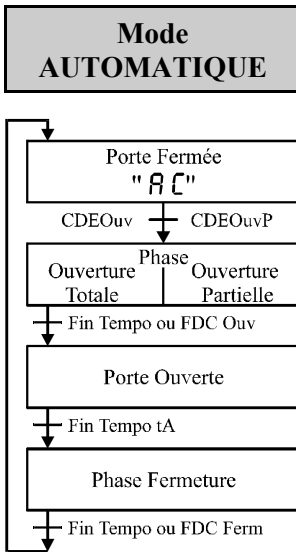 Mode
AUTOMATIQUE
Porte Fermée
"AC"
CDEOuv CDEOuvP
Phase
Ouverture Ouverture
Totale Partielle
Fin Tempo ou FDC Ouv
Porte Ouverte
Fin Tempo tA
Phase Fermeture
Fin Tempo ou FDC Ferm